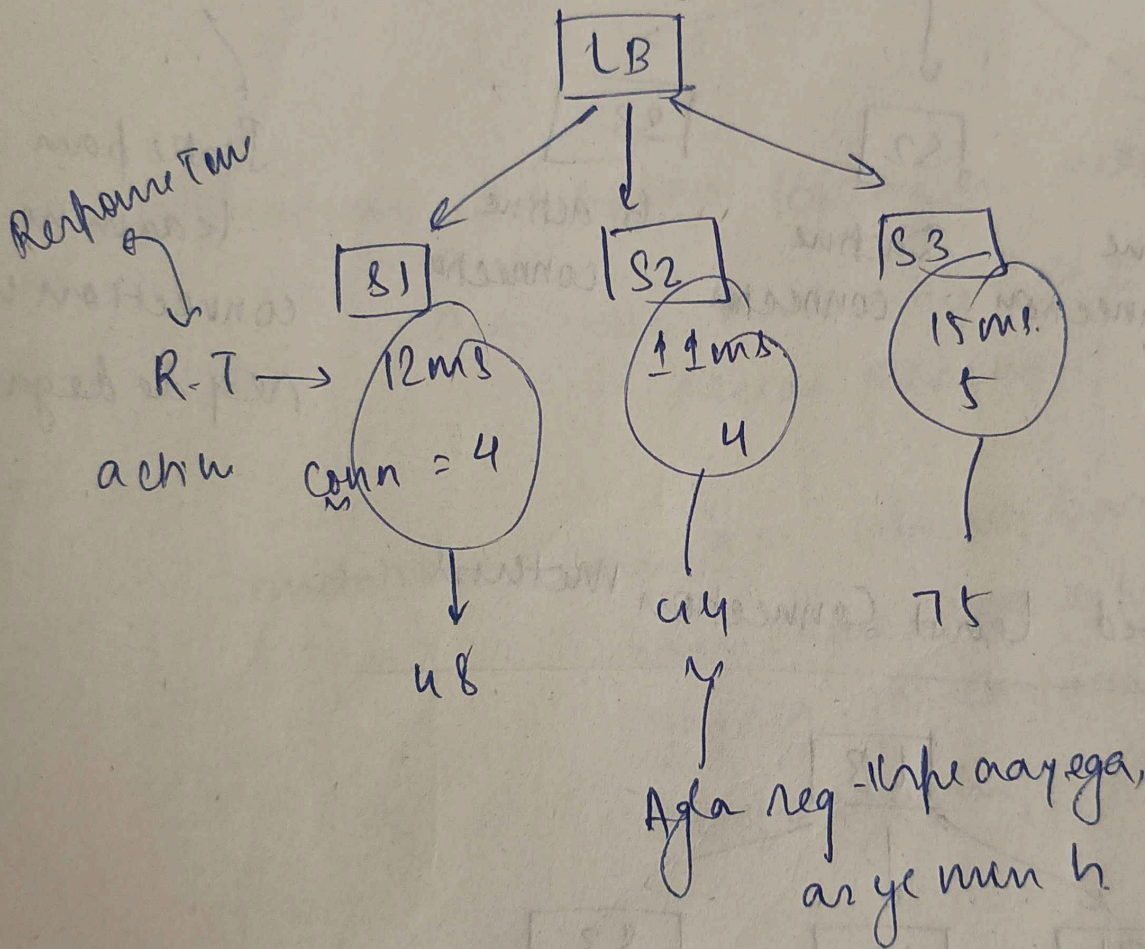 LB
Response Time
S1
S2
S3
R.T → 12ms
11ms
15ms.
active conn = 4
4
5
48
44
75
Agla req isipe aayega,
as ye min h